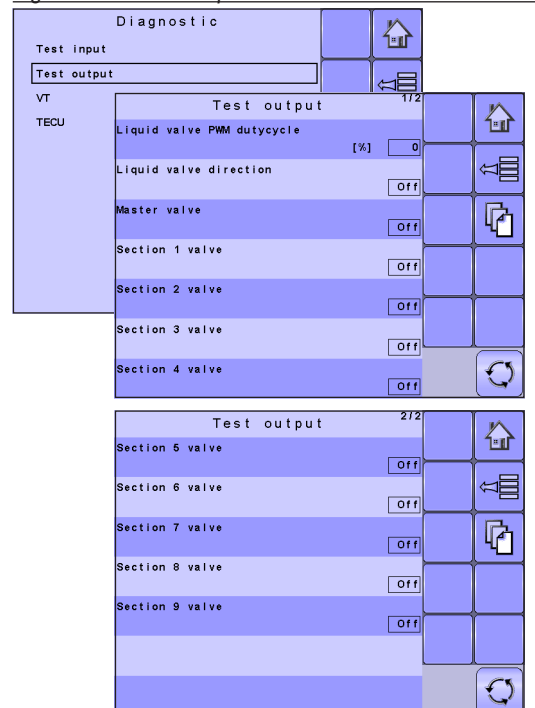 Diagnostic
Test input
Test output
VT
TECU
Test output 1/2
Liquid valve PWM dutycycle
[%] 0
Liquid valve direction
Off
Master valve
Off
Section 1 valve
Off
Section 2 valve
Off
Section 3 valve
Off
Section 4 valve
Off
Test output 2/2
Section 5 valve
Off
Section 6 valve
Off
Section 7 valve
Off
Section 8 valve
Off
Section 9 valve
Off